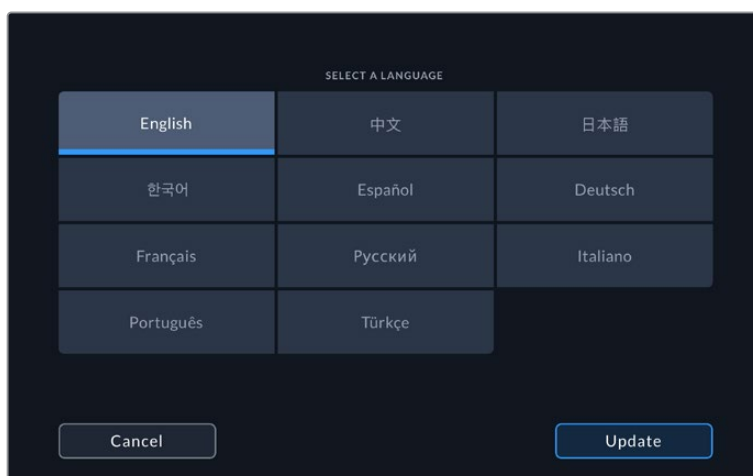 SELECT A LANGUAGE
English 中文 日本語
한국어 Español Deutsch
Français Русский Italiano
Português Türkçe
Cancel Update